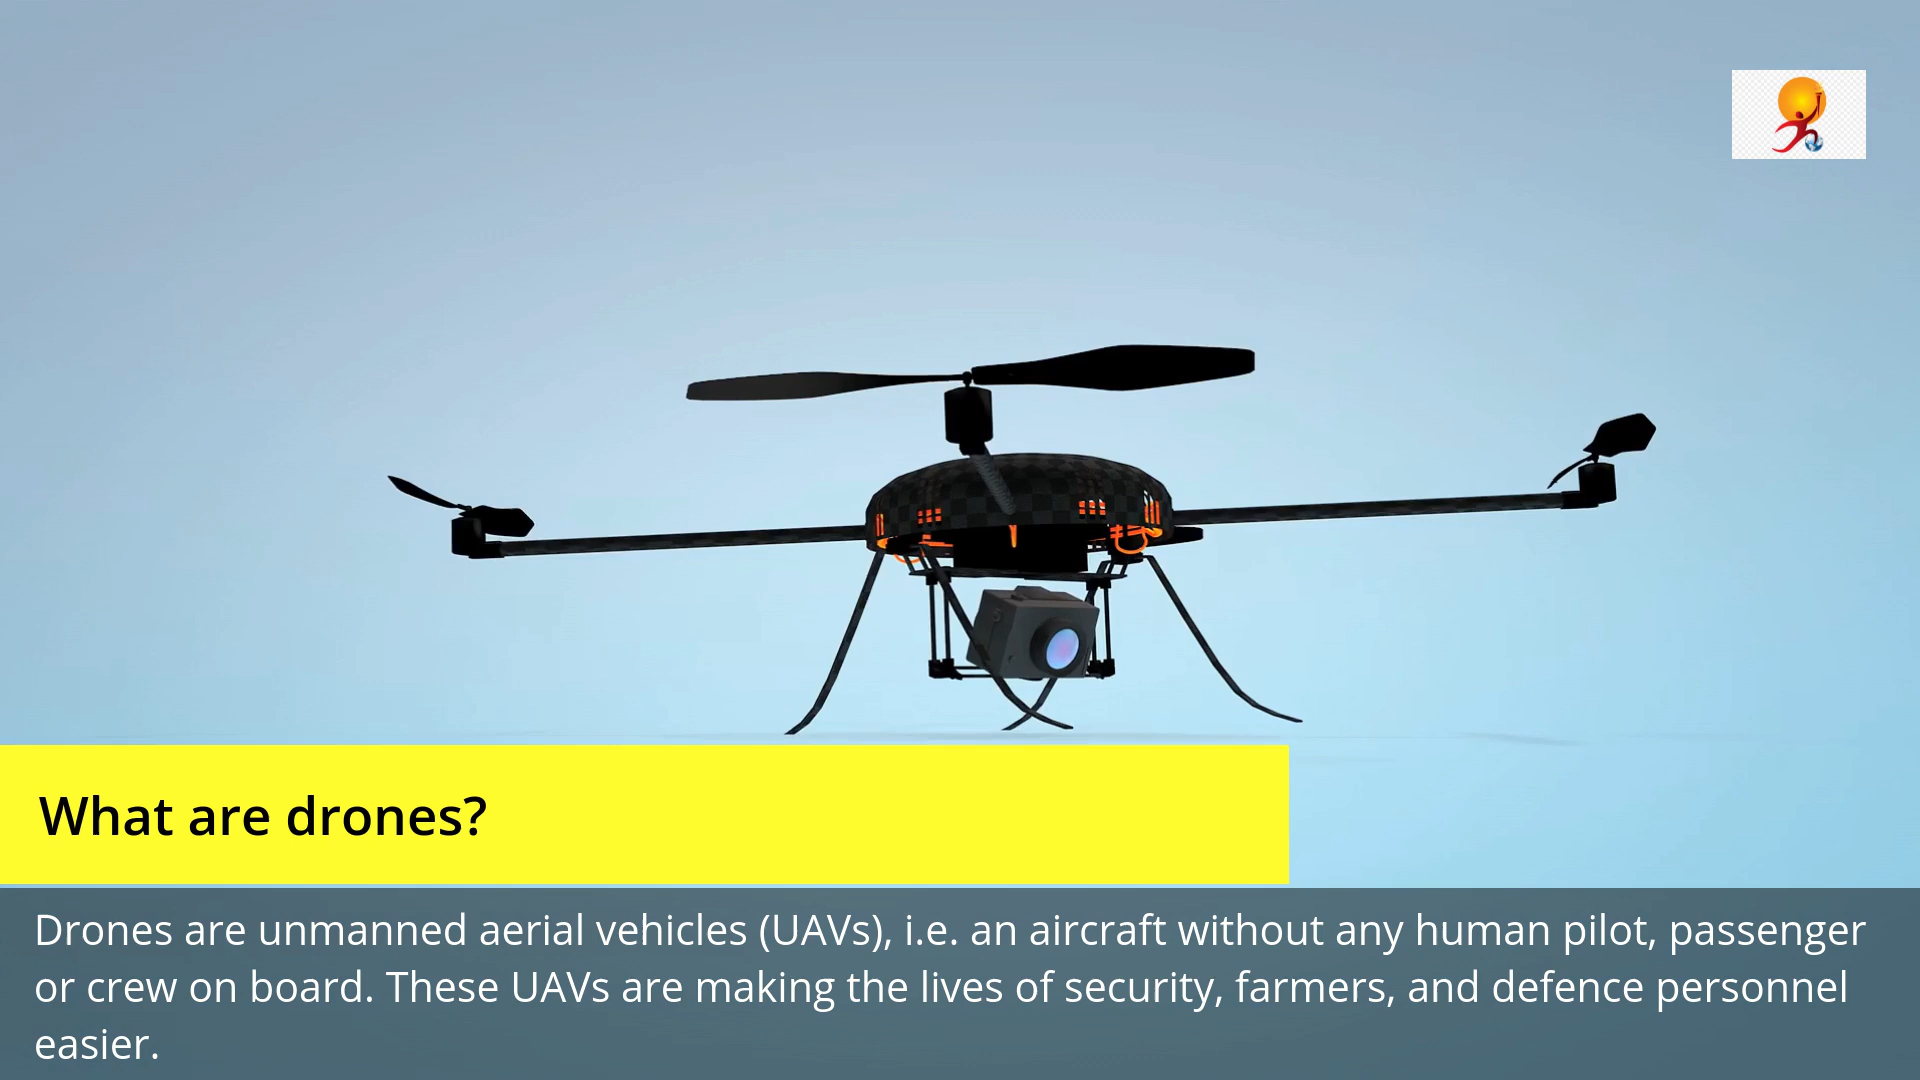 What are drones?
Drones are unmanned aerial vehicles (UAVs), i.e. an aircraft without any human pilot, passenger
or crew on board. These UAVs are making the lives of security, farmers, and defence personnel
easier.